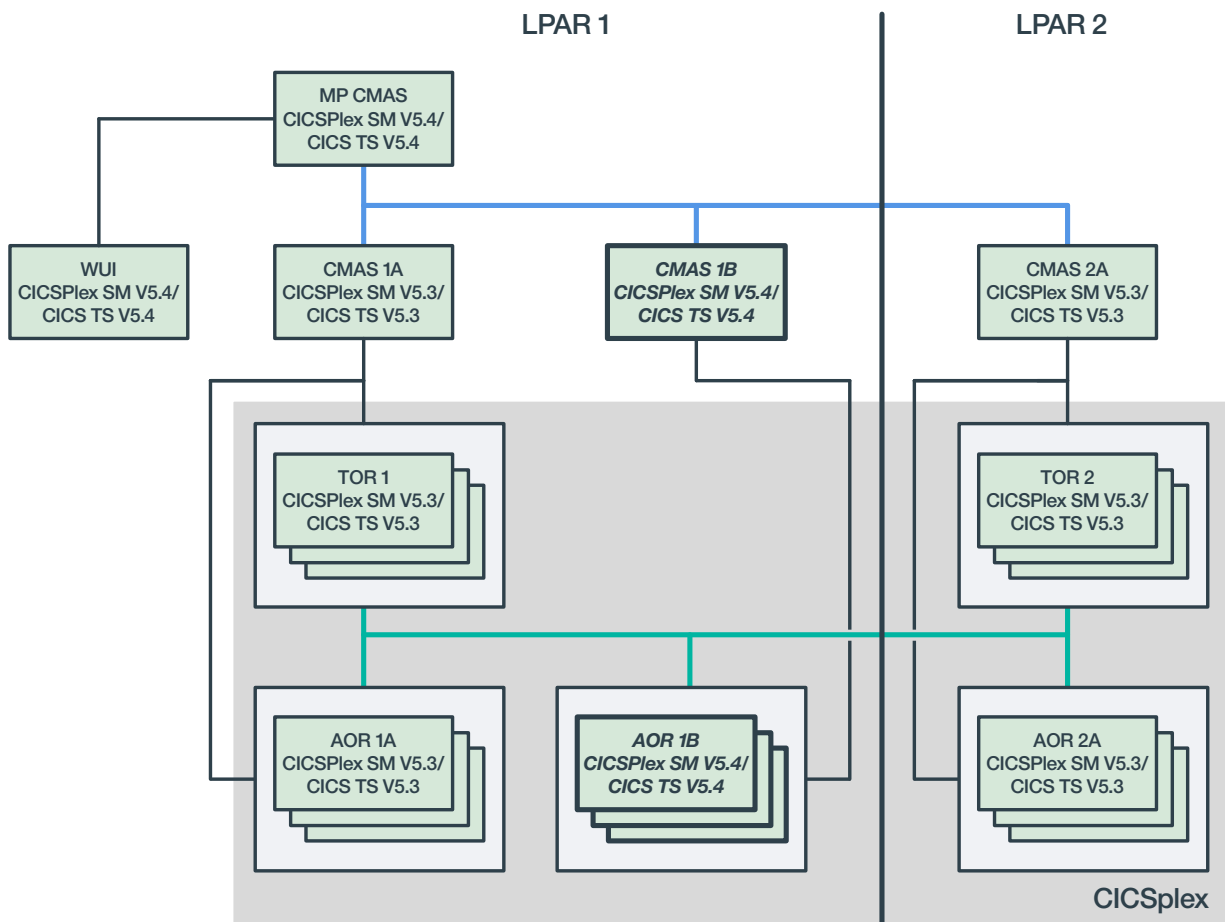 LPAR 1
LPAR 2
MP CMAS
CICSPlex SM V5.4/
CICS TS V5.4
WUI
CICSPlex SM V5.4/
CICS TS V5.4
CMAS 1A
CICSPlex SM V5.3/
CICS TS V5.3
CMAS 1B
CICSPlex SM V5.4/
CICS TS V5.4
CMAS 2A
CICSPlex SM V5.3/
CICS TS V5.3
TOR 1
CICSPlex SM V5.3/
CICS TS V5.3
TOR 2
CICSPlex SM V5.3/
CICS TS V5.3
AOR 1A
CICSPlex SM V5.3/
CICS TS V5.3
AOR 1B
CICSPlex SM V5.4/
CICS TS V5.4
AOR 2A
CICSPlex SM V5.3/
CICS TS V5.3
CICSplex